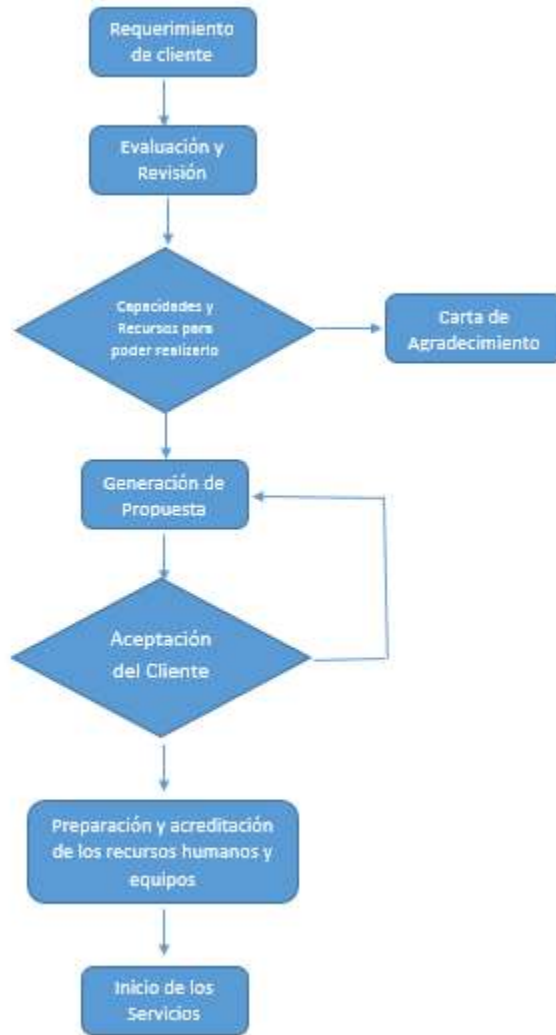 Requerimiento
de cliente
Evaluación y
Revisión
Capacidades y
Recursos para
poder realizarlo
Carta de
Agradecimiento
Generación de
Propuesta
Aceptación
del Cliente
Preparación y acreditación
de los recursos humanos y
equipos
Inicio de los
Servicios